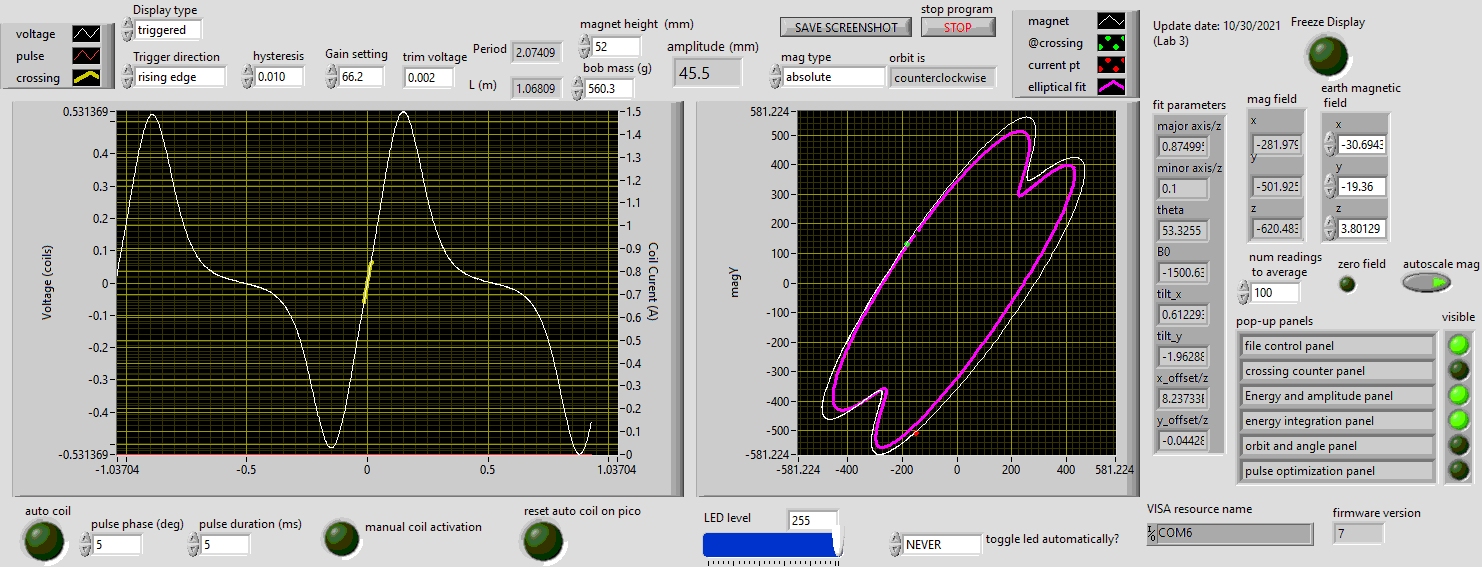 voltage
pulse
crossing
Display type
triggered
Trigger direction
rising edge
hysteresis
0.010
Gain setting
66.2
trim voltage
0.002
Period
2.07409
L (m)
1.06809
magnet height (mm)
52
bob mass (g)
560.3
amplitude (mm)
45.5
SAVE SCREENSHOT
stop program
STOP
mag type
absolute
orbit is
counterclockwise
magnet
@crossing
current pt
elliptical fit
Update date: 10/30/2021
(Lab 3)
Freeze Display
Voltage (coils)
0.531369
0.4
0.3
0.2
0.1
0
-0.1
-0.2
-0.3
-0.4
-0.531369
-1.03704
-0.5
0
0.5
1.03704
1.5
1.4
1.3
1.2
1.1
1
0.9
0.8
0.7
0.6
0.5
0.4
0.3
0.2
0.1
0
Coil Curent (A)
magy
581.224
500
400
300
200
100
0
-100
-200
-300
-400
-500
-581.224
-581.224
-400
-200
0
200
400
581.224
fit parameters
major axis/z
0.87499
minor axis/z
0.1
theta
53.3255
B0
-1500.6
tilt_x
0.61229
tilt_y
-1.9628
x_offset/z
8.23733
y_offset/z
-0.0442
mag field
x
-281.979
y
-501.925
z
-620.483
earth magnetic
field
x
-30.6943
y
-19.36
z
3.80129
num readings
to average
100
zero field
autoscale mag
pop-up panels
visible
file control panel
crossing counter panel
Energy and amplitude panel
energy integration panel
orbit and angle panel
pulse optimization panel
auto coil
pulse phase (deg)
5
pulse duration (ms)
5
manual coil activation
reset auto coil on pico
LED level
255
NEVER
toggle led automatically?
VISA resource name
COM6
firmware version
7